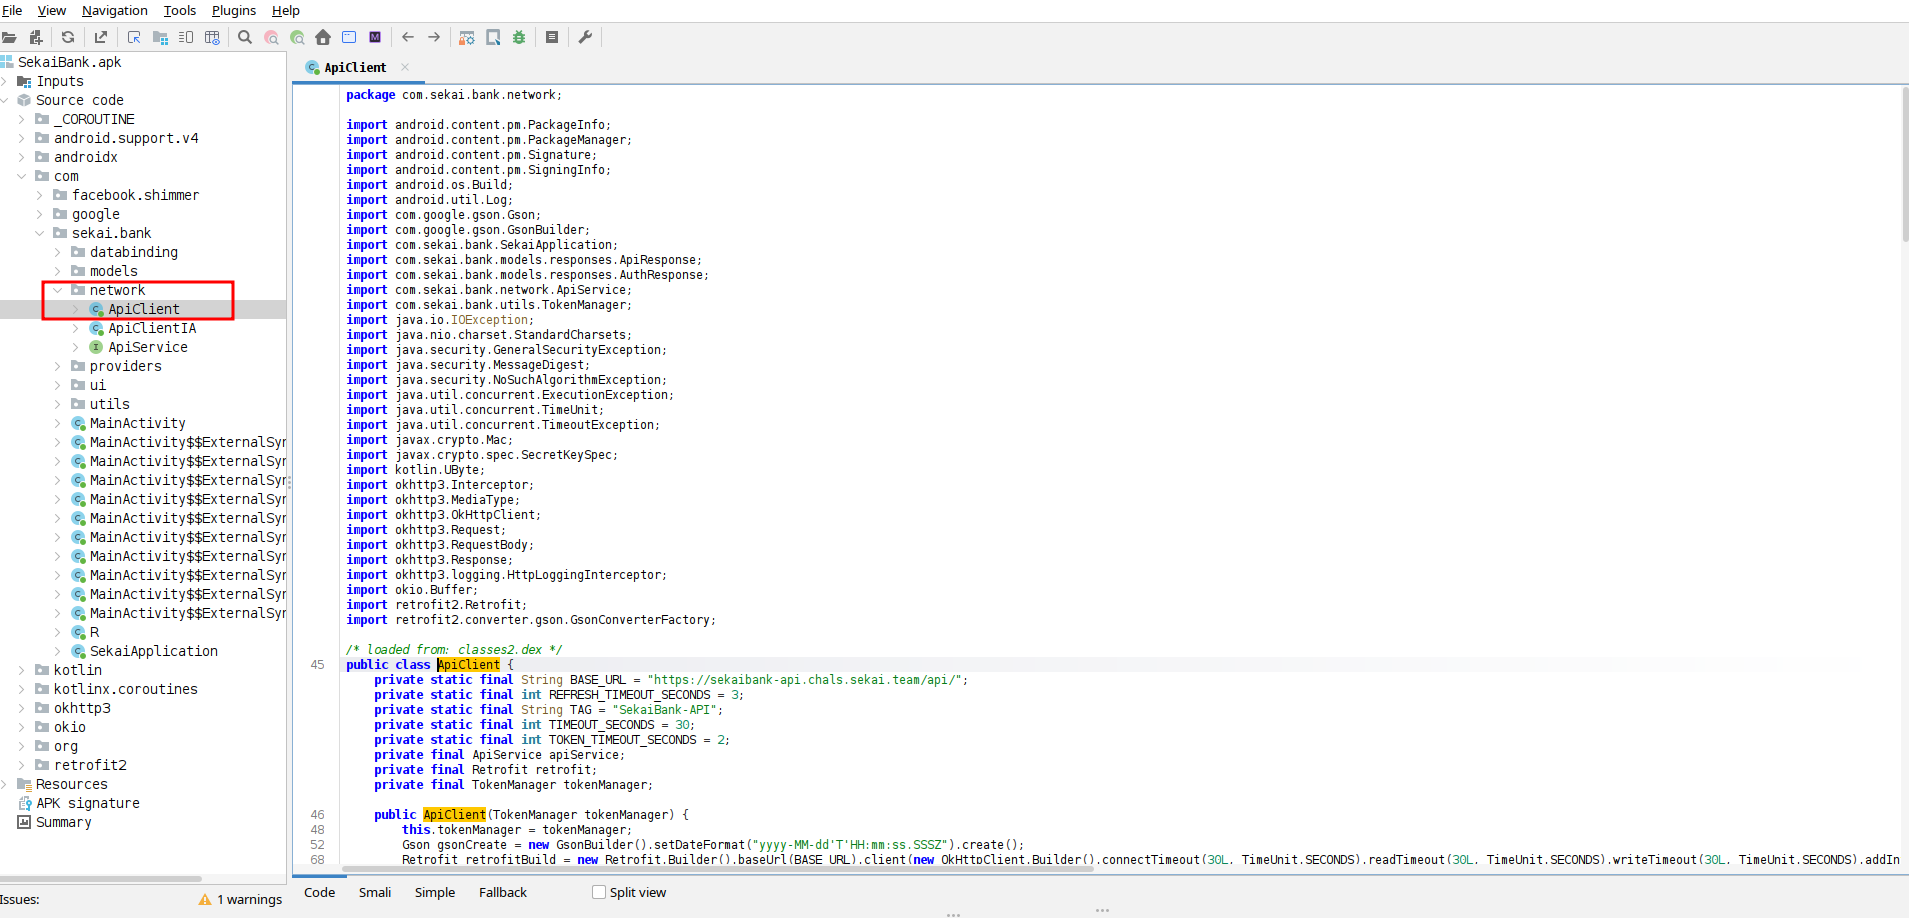 File View Navigation Tools Plugins Help
SekaiBank.apk
Inputs
Source code
_COROUTINE
android.support.v4
androidx
com
facebook.shimmer
google
sekai.bank
databinding
models
network
ApiClient
ApiClientIA
ApiService
providers
ui
utils
MainActivity
MainActivity$$ExternalSyr
MainActivity$$ExternalSyr
MainActivity$$ExternalSyr
MainActivity$$ExternalSyr
MainActivity$$ExternalSyr
MainActivity$$ExternalSyr
MainActivity$$ExternalSyr
MainActivity$$ExternalSyr
MainActivity$$ExternalSyr
MainActivity$$ExternalSyr
R
SekaiApplication
kotlin
kotlinx.coroutines
okhttp3
okio
org
retrofit2
Resources
APK signature
Summary
Issues: 1 warnings
ApiClient
package com.sekai.bank.network;
import android.content.pm.PackageInfo;
import android.content.pm.PackageManager;
import android.content.pm.Signature;
import android.content.pm.SigningInfo;
import android.os.Build;
import android.util.Log;
import com.google.gson.Gson;
import com.google.gson.GsonBuilder;
import com.sekai.bank.SekaiApplication;
import com.sekai.bank.models.responses.ApiResponse;
import com.sekai.bank.models.responses.AuthResponse;
import com.sekai.bank.network.ApiService;
import com.sekai.bank.utils.TokenManager;
import java.io.IOException;
import java.nio.charset.StandardCharsets;
import java.security.GeneralSecurityException;
import java.security.MessageDigest;
import java.security.NoSuchAlgorithmException;
import java.util.concurrent.ExecutionException;
import java.util.concurrent.TimeUnit;
import java.util.concurrent.TimeoutException;
import javax.crypto.Mac;
import javax.crypto.spec.SecretKeySpec;
import kotlin.UByte;
import okhttp3.Interceptor;
import okhttp3.MediaType;
import okhttp3.OkHttpClient;
import okhttp3.Request;
import okhttp3.RequestBody;
import okhttp3.Response;
import okhttp3.logging.HttpLoggingInterceptor;
import okio.Buffer;
import retrofit2.Retrofit;
import retrofit2.converter.gson.GsonConverterFactory;
/* loaded from: classes2.dex */
45 public class ApiClient {
private static final String BASE_URL = "https://sekaibank-api.chals.sekai.team/api/";
private static final int REFRESH_TIMEOUT_SECONDS = 3;
private static final String TAG = "SekaiBank-API";
private static final int TIMEOUT_SECONDS = 30;
private static final int TOKEN_TIMEOUT_SECONDS = 2;
private final ApiService apiService;
private final Retrofit retrofit;
private final TokenManager tokenManager;
46 public ApiClient(TokenManager tokenManager) {
48 this.tokenManager = tokenManager;
52 Gson gsonCreate = new GsonBuilder().setDateFormat("yyyy-MM-dd'T'HH:mm:ss.SSSZ").create();
68 Retrofit retrofitBuild = new Retrofit.Builder().baseUrl(BASE_URL).client(new OkHttpClient.Builder().connectTimeout(30L, TimeUnit.SECONDS).readTimeout(30L, TimeUnit.SECONDS).writeTimeout(30L, TimeUnit.SECONDS).addIn
Code Smali Simple Fallback Split view